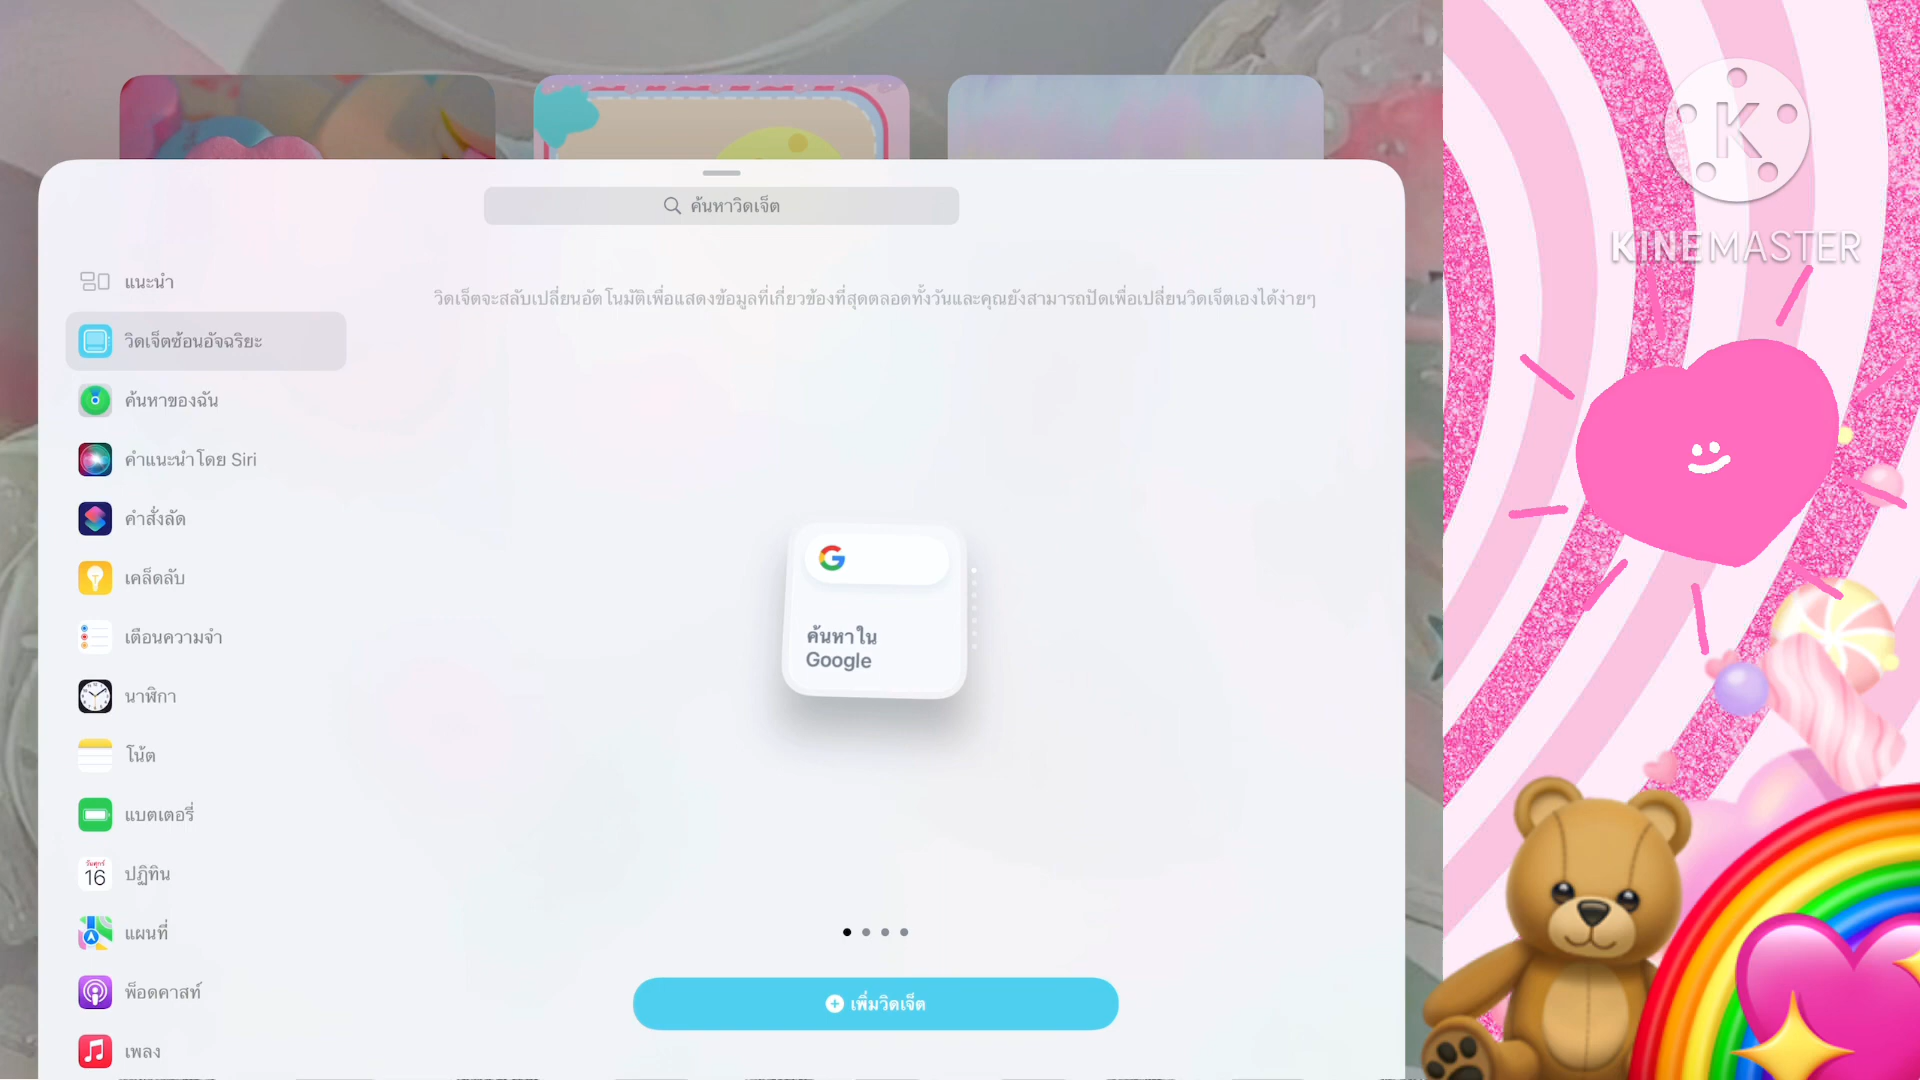 ค้นหาวิดเจ็ต
แนะนำ
วิดเจ็ตซ้อนอัจฉริยะ
ค้นหาของฉัน
คำแนะนำโดย Siri
คำสั่งลัด
เคล็ดลับ
เตือนความจำ
นาฬิกา
โน้ต
แบตเตอรี่
วันศุกร์
16
ปฏิทิน
แผนที่
พ็อดคาสท์
เพลง
วิดเจ็ตจะสลับเปลี่ยนอัตโนมัติเพื่อแสดงข้อมูลที่เกี่ยวข้องที่สุดตลอดทั้งวันและคุณยังสามารถปัดเพื่อเปลี่ยนวิดเจ็ตเองได้ง่ายๆ
G
ค้นหาใน
Google
เพิ่มวิดเจ็ต
K
KINEMASTER